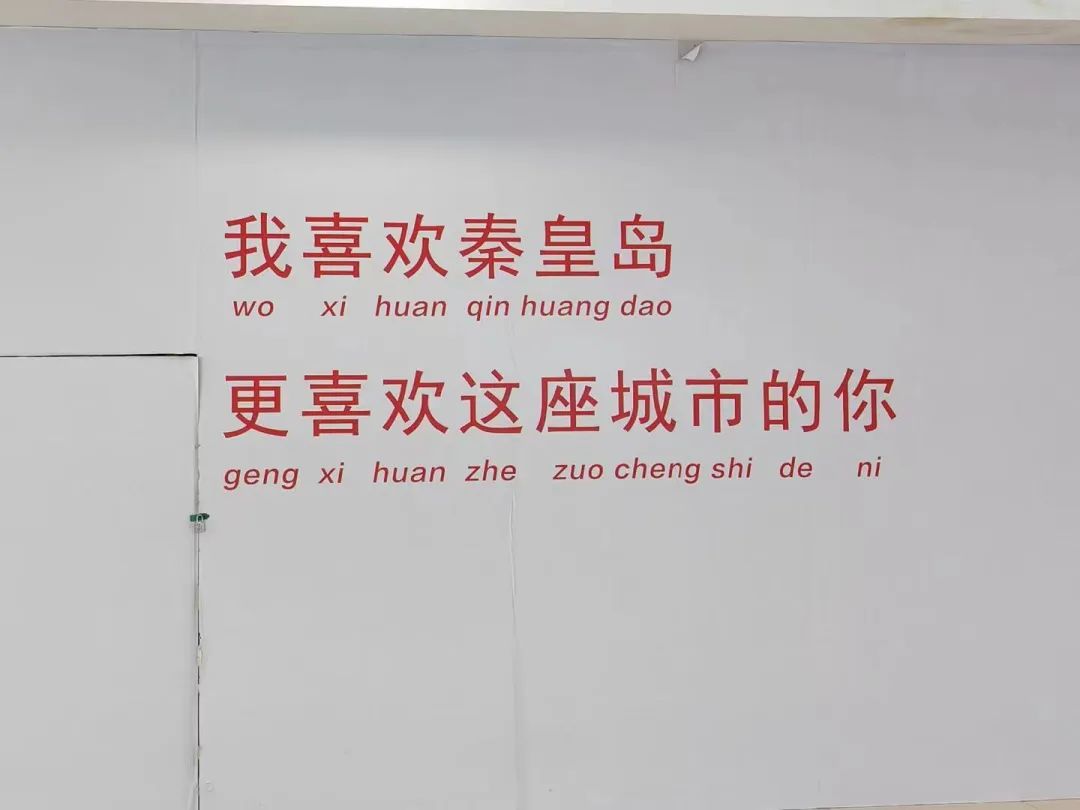 我喜欢秦皇岛
wo xi huan qin huang dao
更喜欢这座城市的你
geng xi huan zhe zuo cheng shi de ni